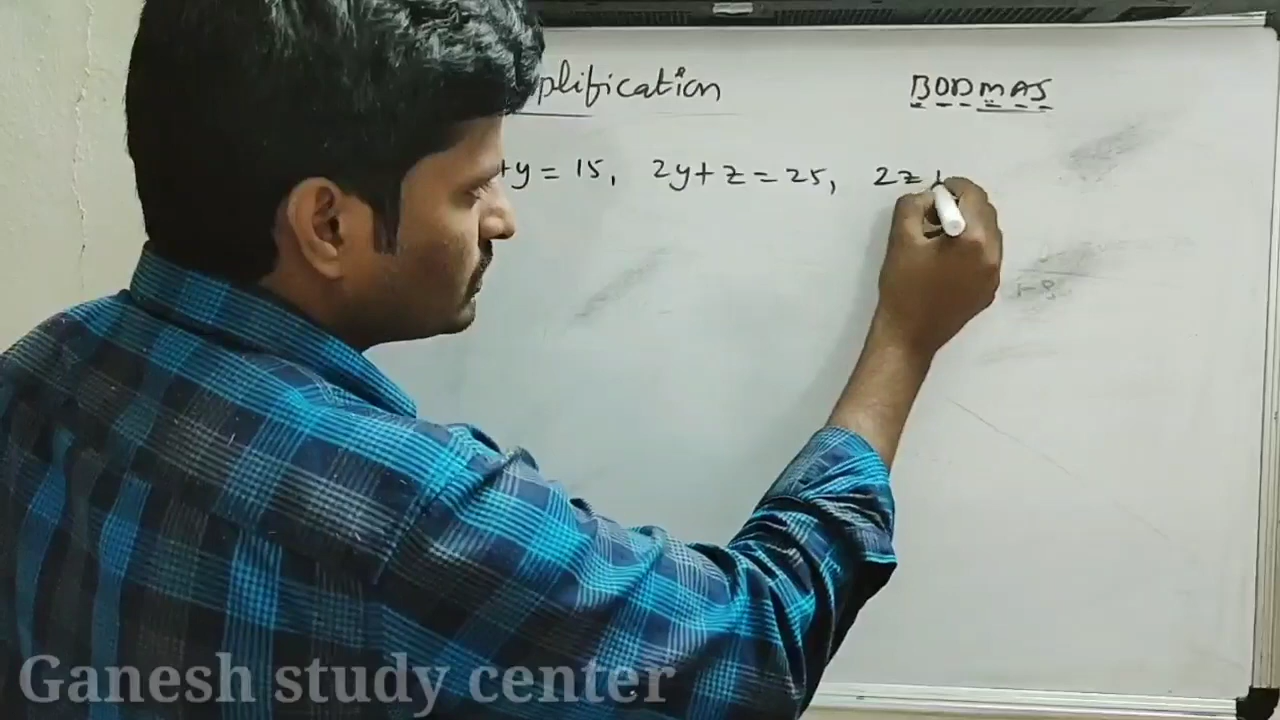 plification BODMAS
+y = 15, 2y + z = 25, 2z +
Ganesh study center